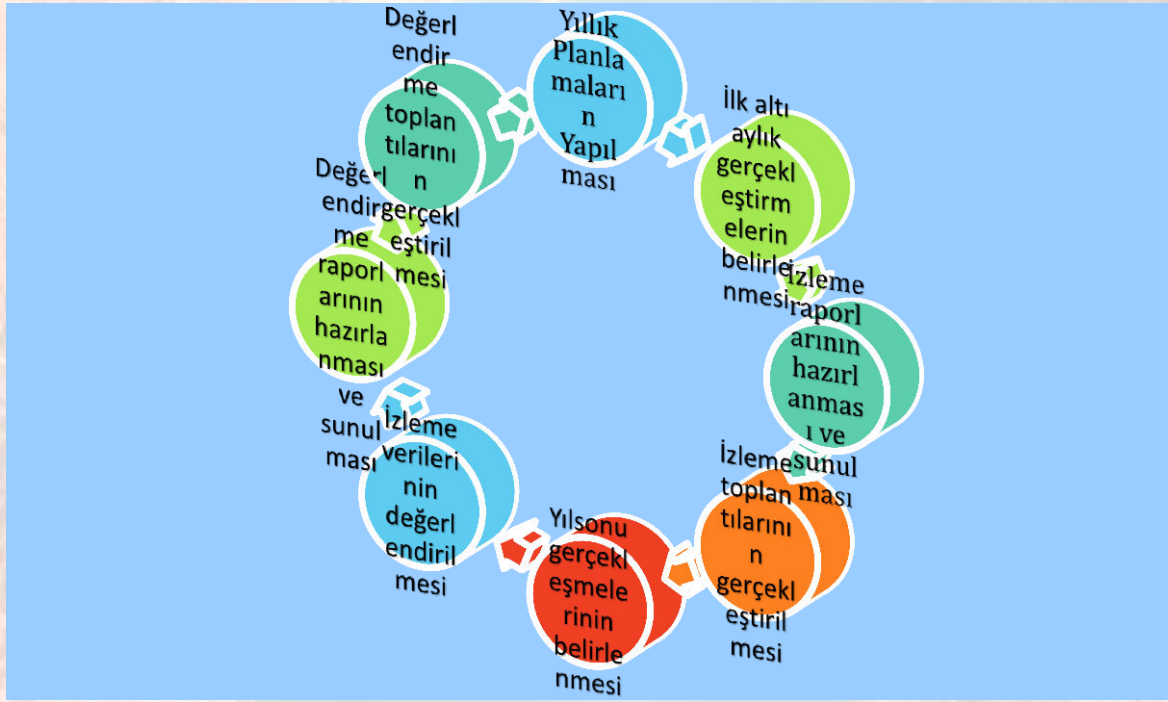 Yıllık
Planla
maları
n
Yapıl
ması
İlk altı
aylık
gerçekl
eştirm
elerin
belirle
nmesi
İzleme
raporl
arının
hazırl
anmas
ı ve
sunul
ması
İzleme
toplan
tılarını
n
gerçekl
eştiril
mesi
Yılsonu
gerçekl
eşmele
rinin
belirle
nmesi
İzleme
verileri
nin
değerl
endiril
mesi
Değerl
endir
me
raporl
arının
hazırla
nması
ve
sunul
ması
Değerl
endir
me
toplan
tılarını
n
gerçekl
eştiril
mesi